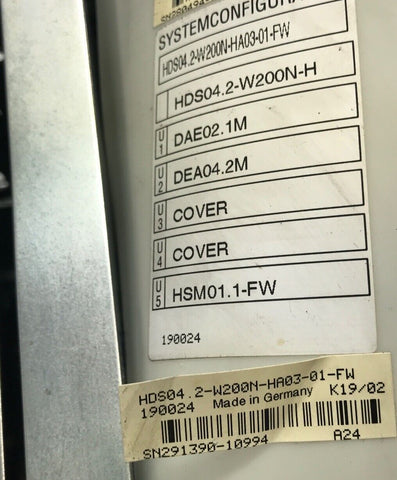 SYSTEMCONFIGURA
HDS04.2-W200N-HA03-01-FW
HDS04.2-W200N-H
U1 DAE02.1M
U2 DEA04.2M
U3 COVER
U4 COVER
U5 HSM01.1-FW
190024
HDS04.2-W200N-HA03-01-FW
190024 Made in Germany K19/02
SN291390-10994 A24